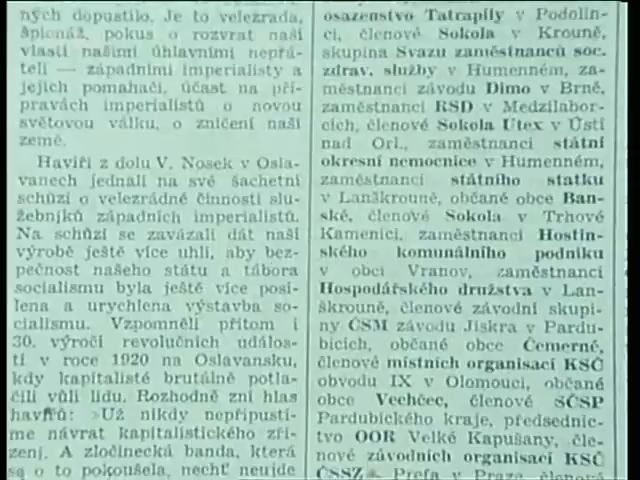 ných dopustilo. Je to velezrada,
špionáž, pokus o rozvrat naší
vlasti našimi úhlavními nepřá-
teli — západními imperialisty a
jejich pomahači, účast na pří-
pravách imperialistů o novou
světovou válku, o zničení naší
země.
Havíři z dolu V. Nosek v Osla-
vanech jednali na své šachetní
schůzi o velezrádné činnosti slu-
žebníků západních imperialistů.
Na schůzi se zavázali dát naší
výrobě ještě více uhlí, aby bez-
pečnost našeho státu a tábora
socialismu byla ještě více posí-
lena a urychlena výstavba so-
cialismu. Vzpomněli přitom i
30. výročí revolučních událos-
tí v roce 1920 na Oslavansku,
kdy kapitalisté brutálně potla-
čili vůli lidu. Rozhodně zní hlas
havířů: »Už nikdy nepřipustí-
me návrat kapitalistického zří-
zení. A zločinecká banda, která
se o to pokoušela, nechť neujde
osazenstvo Tatrapily v Podolín-
ci, členové Sokola v Krouně,
skupina Svazu zaměstnanců soc.
zdrav. služby v Humenném, za-
městnanci závodu Dimo v Brně,
zaměstnanci RSD v Medzilabor-
cích, členové Sokola Utex v Ústí
nad Orl., zaměstnanci státní
okresní nemocnice v Humenném,
zaměstnanci státního statku
v Lanškrouně, občané obce Ban-
ské, členové Sokola v Trhové
Kamenici, zaměstnanci Hostin-
ského komunálního podniku
v obci Vranov, zaměstnanci
Hospodářského družstva v Lan-
škrouně, členové závodní skupi-
ny ČSM závodu Jiskra v Pardu-
bicích, občané obce Čemerné,
členové místních organisací KSČ
obvodu IX v Olomouci, občané
obce Vechčec, členové SČSP
Pardubického kraje, předsednic-
tvo OOR Velké Kapušany, čle-
nové závodních organisací KSČ
ČSSZ – Prefa v Praze, členové